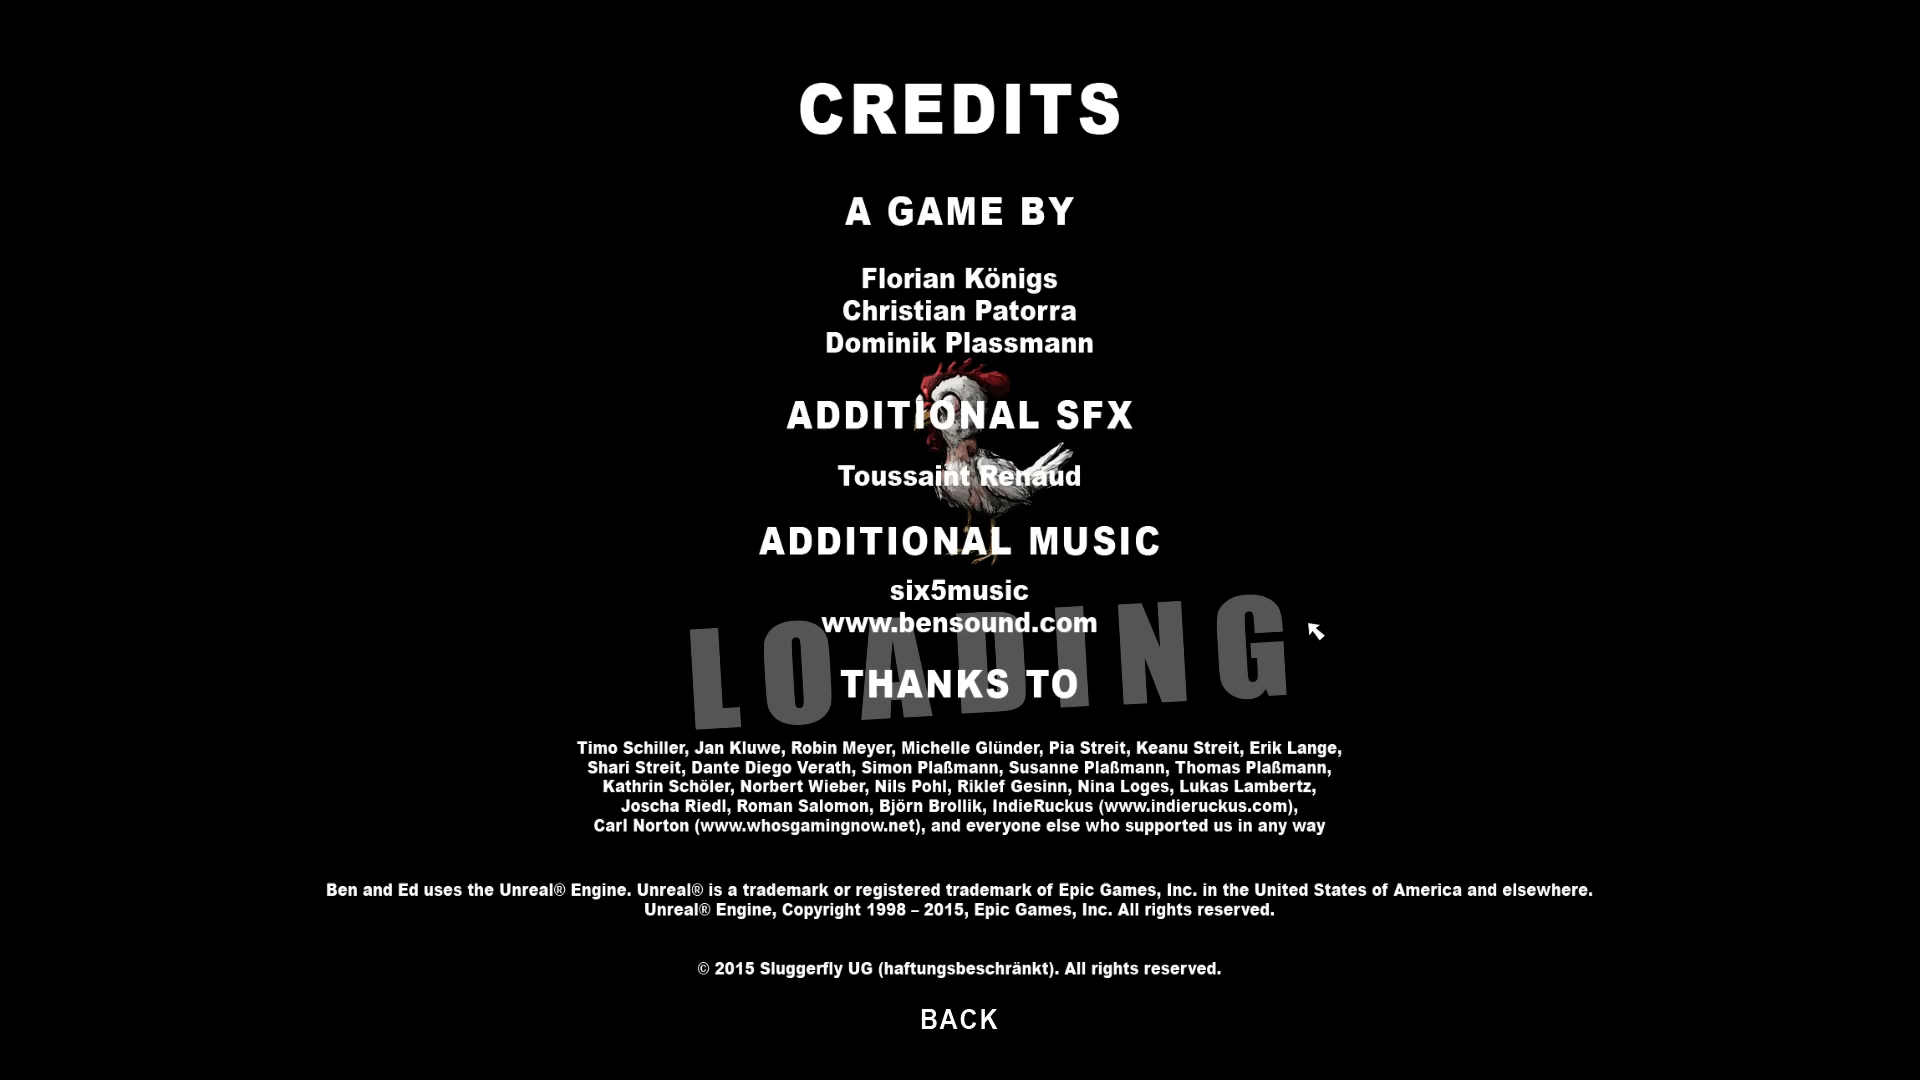 CREDITS
A GAME BY
Florian Königs
Christian Patorra
Dominik Plassmann
ADDITIONAL SFX
Toussaint Renaud
ADDITIONAL MUSIC
six5music
www.bensound.com
LOADING
THANKS TO
Timo Schiller, Jan Kluwe, Robin Meyer, Michelle Glünder, Pia Streit, Keanu Streit, Erik Lange,
Shari Streit, Dante Diego Verath, Simon Plaßmann, Susanne Plaßmann, Thomas Plaßmann,
Kathrin Schöler, Norbert Wieber, Nils Pohl, Riklef Gesinn, Nina Loges, Lukas Lambertz,
Joscha Riedl, Roman Salomon, Björn Brollik, IndieRuckus (www.indieruckus.com),
Carl Norton (www.whosgamingnow.net), and everyone else who supported us in any way
Ben and Ed uses the Unreal® Engine. Unreal® is a trademark or registered trademark of Epic Games, Inc. in the United States of America and elsewhere.
Unreal® Engine, Copyright 1998 – 2015, Epic Games, Inc. All rights reserved.
© 2015 Sluggerfly UG (haftungsbeschränkt). All rights reserved.
BACK